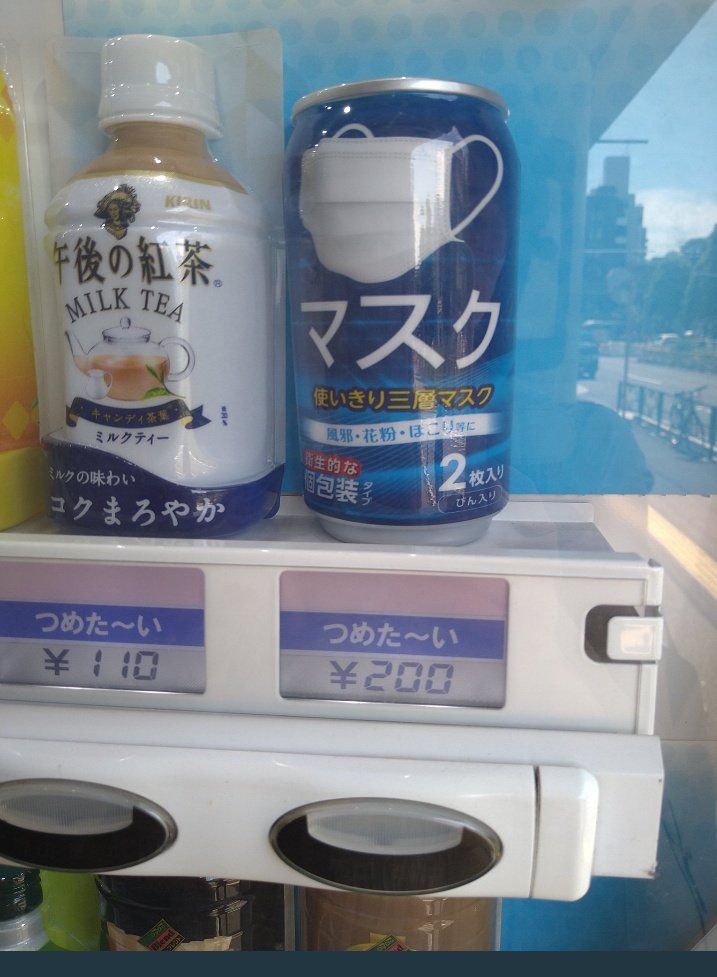 KIRIN
午後の紅茶
®
MILK TEA
キャンディ茶葉
ミルクティー
ミルクの味わい
コクまろやか
マスク
使いきり三層マスク
風邪・花粉・ほこり等に
衛生的な
個包装
タイプ
2枚入り
びん入り
つめた〜い
¥110
つめた〜い
¥200
Blend